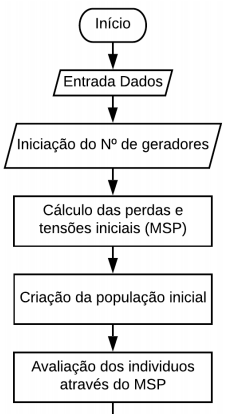 Início
Entrada Dados
Iniciação do Nº de geradores
Cálculo das perdas e
tensões iniciais (MSP)
Criação da população inicial
Avaliação dos individuos
através do MSP